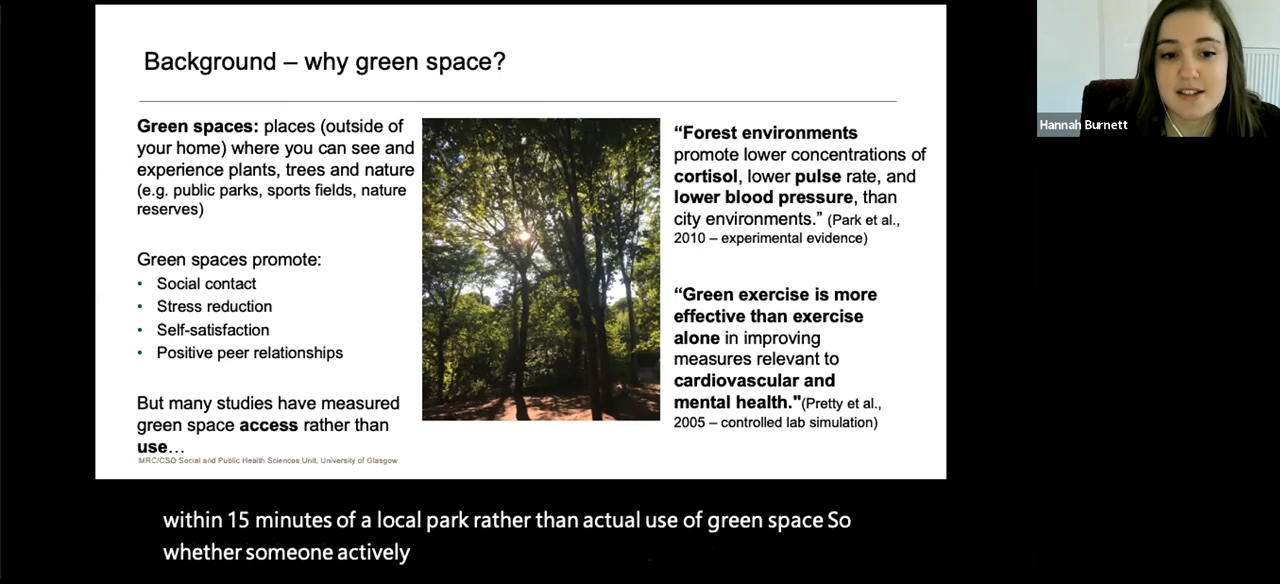 Background – why green space?
Green spaces: places (outside of
your home) where you can see and
experience plants, trees and nature
(e.g. public parks, sports fields, nature
reserves)
Green spaces promote:
• Social contact
• Stress reduction
• Self-satisfaction
• Positive peer relationships
But many studies have measured
green space access rather than
use…
MRC/CSO Social and Public Health Sciences Unit, University of Glasgow
“Forest environments
promote lower concentrations of
cortisol, lower pulse rate, and
lower blood pressure, than
city environments.” (Park et al.,
2010 – experimental evidence)
“Green exercise is more
effective than exercise
alone in improving
measures relevant to
cardiovascular and
mental health."(Pretty et al.,
2005 – controlled lab simulation)
Hannah Burnett
within 15 minutes of a local park rather than actual use of green space So
whether someone actively